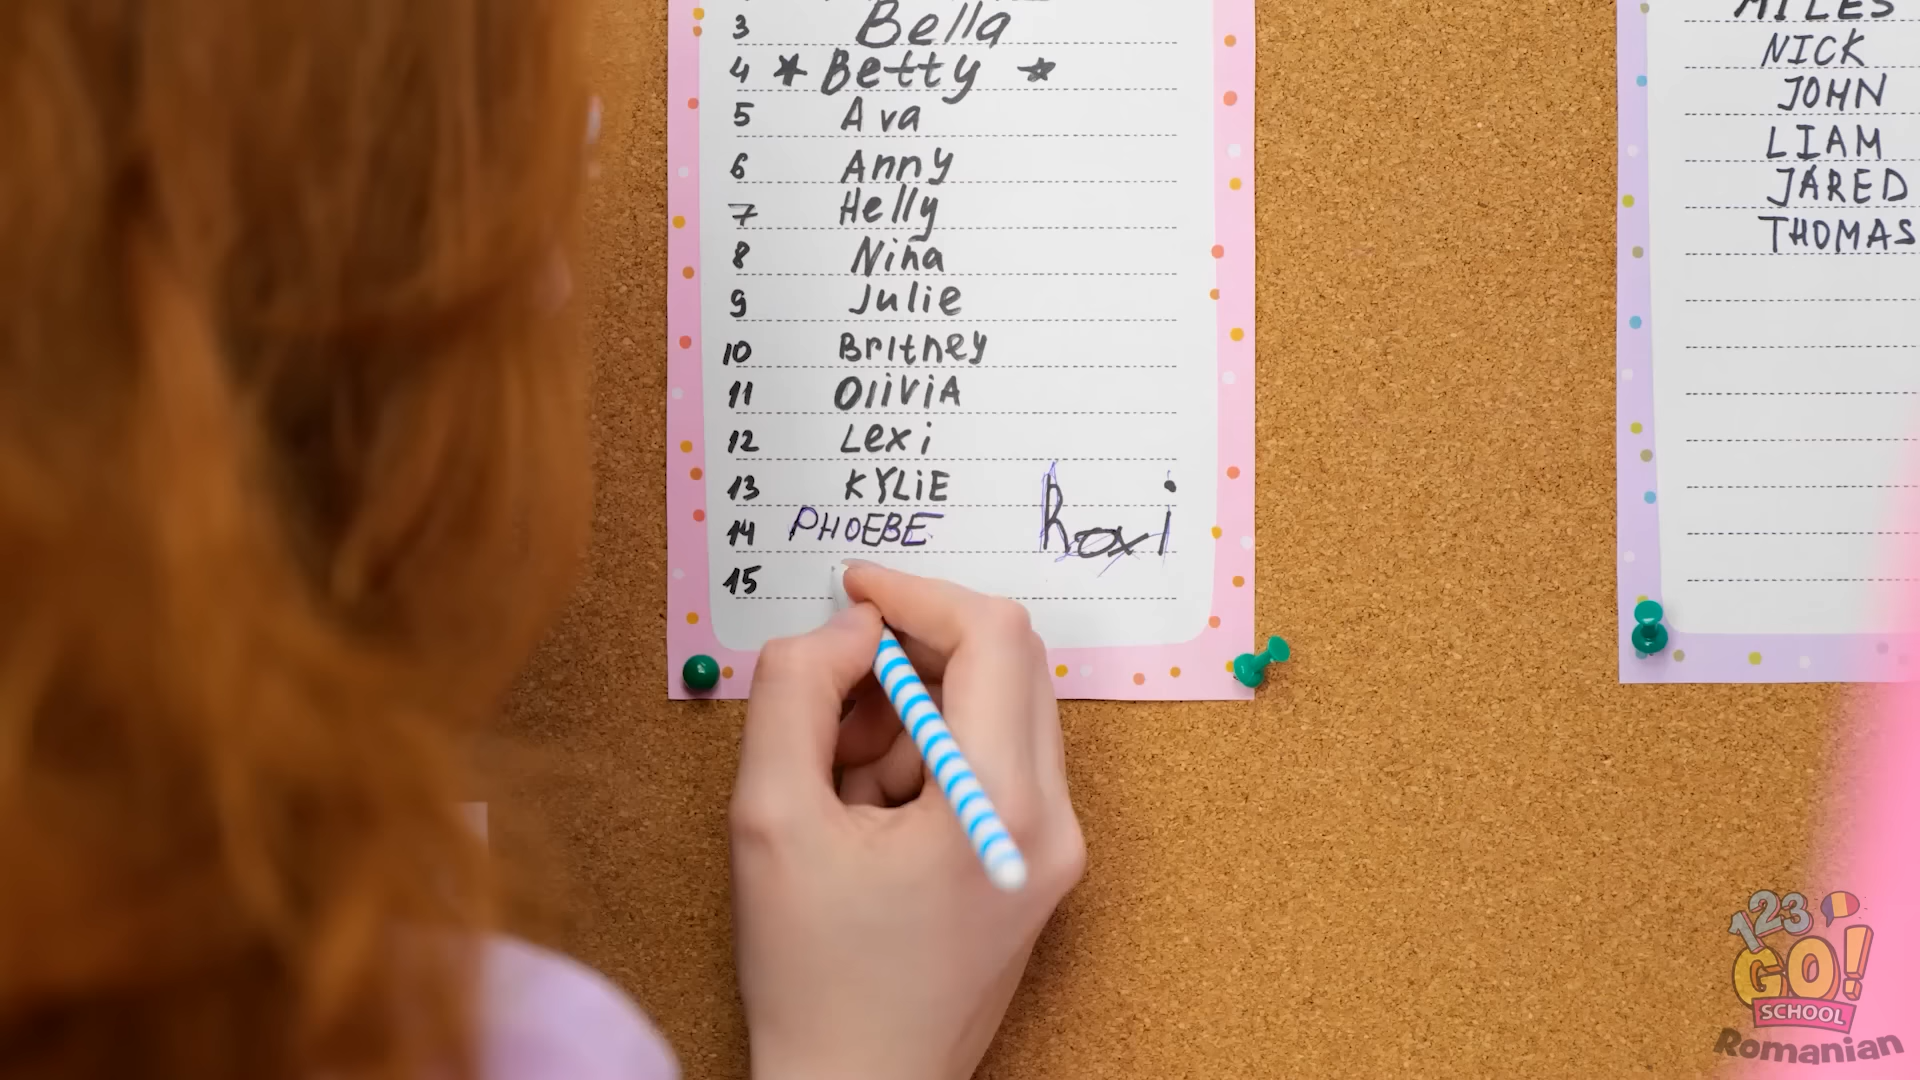 3 Bella
4 * Betty *
5 Ava
6 Anny
7 Helly
8 Nina
9 Julie
10 Britney
11 OliviA
12 Lexi
13 KYLiE
14 PHOEBE
Roxi
15
MILES
NICK
JOHN
LIAM
JARED
THOMAS
123
GO!
SCHOOL
Romanian